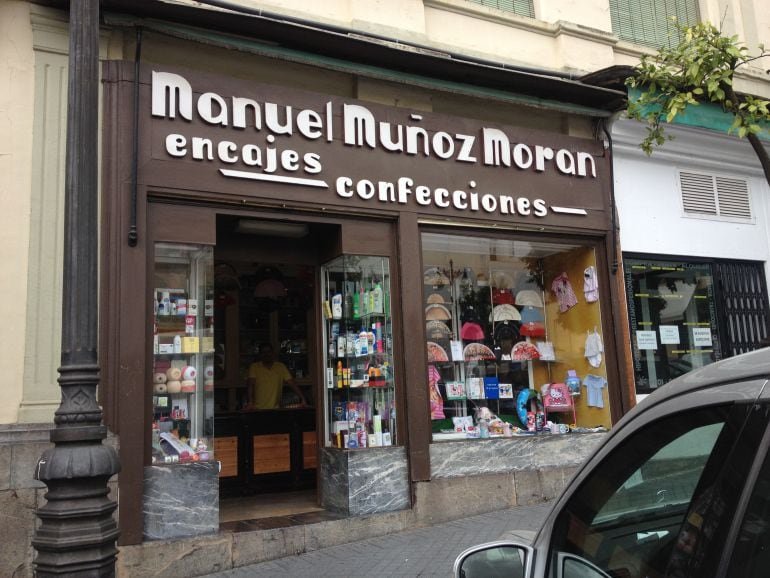 Manuel Muñoz Moran
encajes
confecciones